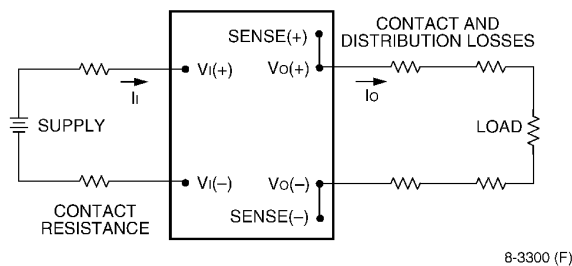 CONTACT AND
DISTRIBUTION LOSSES
SENSE(+)
VI(+)
VO(+)
II
IO
SUPPLY
LOAD
VI(–)
VO(–)
CONTACT
RESISTANCE
SENSE(–)
8-3300 (F)